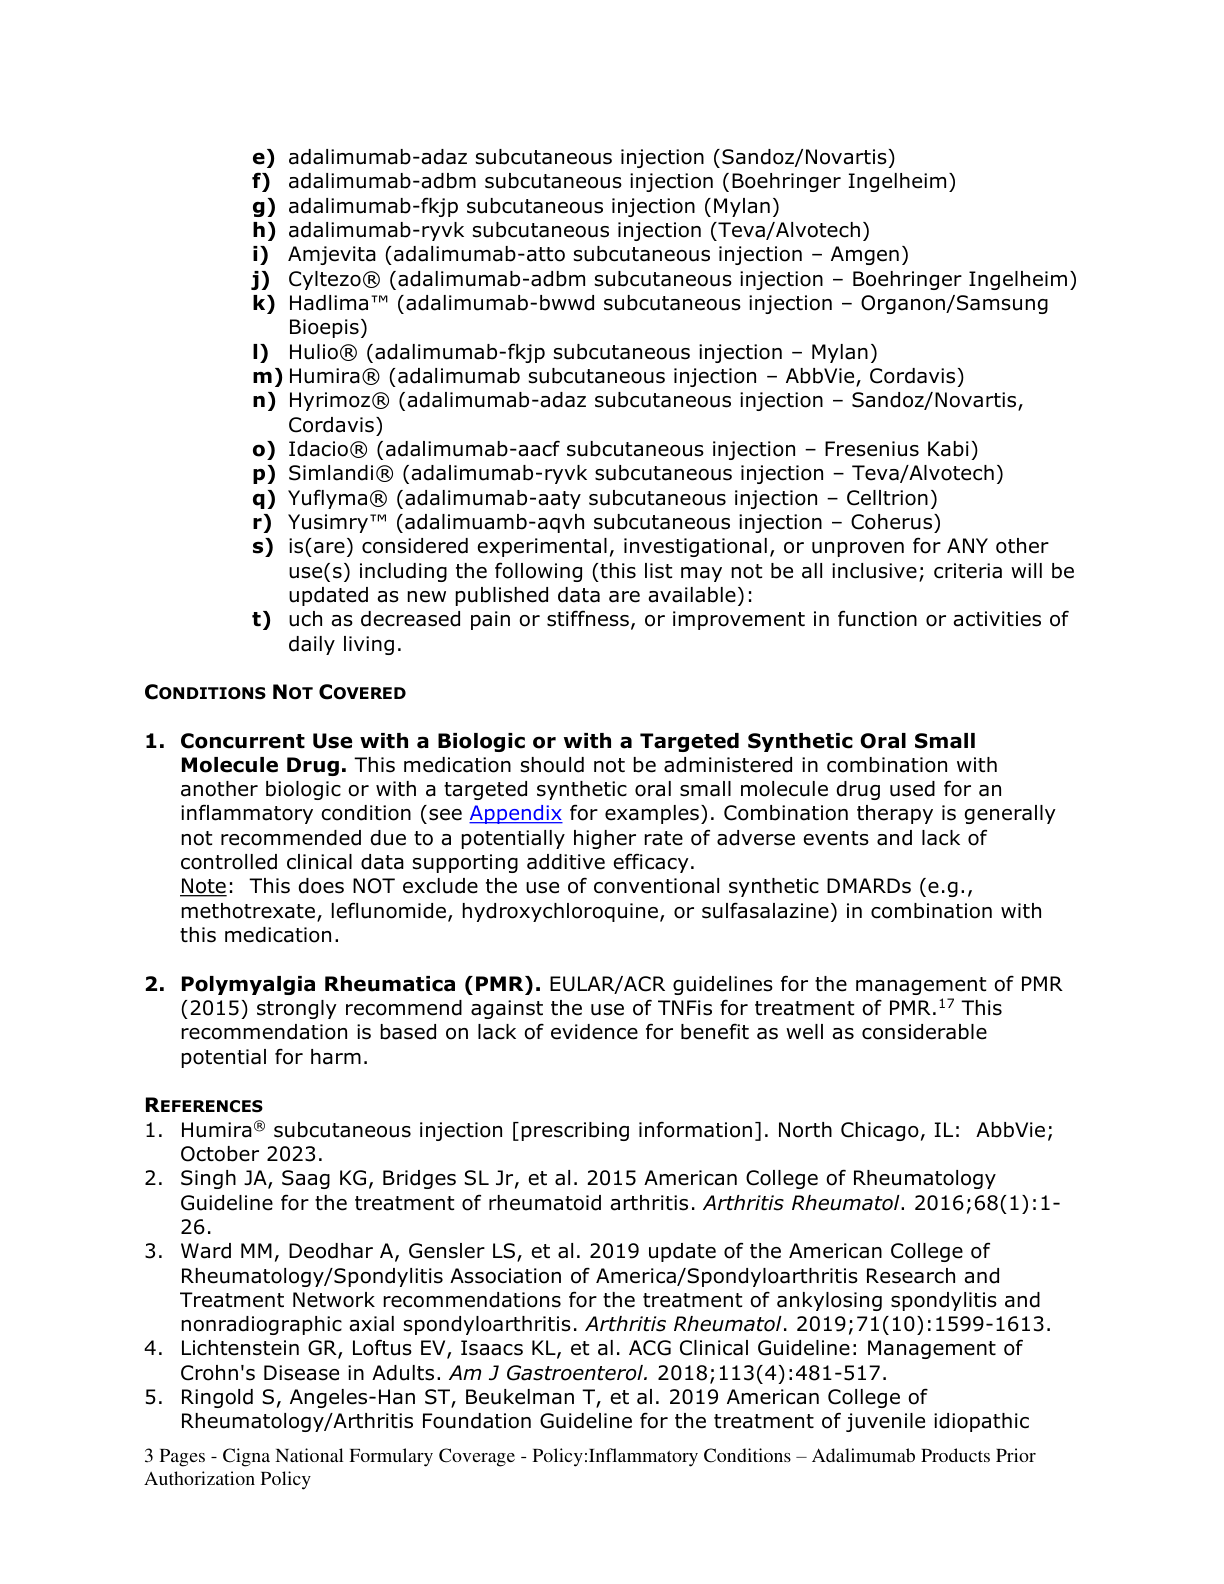 e) adalimumab-adaz subcutaneous injection (Sandoz/Novartis)
f) adalimumab-adbm subcutaneous injection (Boehringer Ingelheim)
g) adalimumab-fkjp subcutaneous injection (Mylan)
h) adalimumab-ryvk subcutaneous injection (Teva/Alvotech)
i) Amjevita (adalimumab-atto subcutaneous injection – Amgen)
j) Cyltezo® (adalimumab-adbm subcutaneous injection – Boehringer Ingelheim)
k) Hadlima™ (adalimumab-bwwd subcutaneous injection – Organon/Samsung
Bioepis)
l) Hulio® (adalimumab-fkjp subcutaneous injection – Mylan)
m) Humira® (adalimumab subcutaneous injection – AbbVie, Cordavis)
n) Hyrimoz® (adalimumab-adaz subcutaneous injection – Sandoz/Novartis,
Cordavis)
o) Idacio® (adalimumab-aacf subcutaneous injection – Fresenius Kabi)
p) Simlandi® (adalimumab-ryvk subcutaneous injection – Teva/Alvotech)
q) Yuflyma® (adalimumab-aaty subcutaneous injection – Celltrion)
r) Yusimry™ (adalimuamb-aqvh subcutaneous injection – Coherus)
s) is(are) considered experimental, investigational, or unproven for ANY other
use(s) including the following (this list may not be all inclusive; criteria will be
updated as new published data are available):
t) uch as decreased pain or stiffness, or improvement in function or activities of
daily living.
CONDITIONS NOT COVERED
1. Concurrent Use with a Biologic or with a Targeted Synthetic Oral Small
Molecule Drug. This medication should not be administered in combination with
another biologic or with a targeted synthetic oral small molecule drug used for an
inflammatory condition (see Appendix for examples). Combination therapy is generally
not recommended due to a potentially higher rate of adverse events and lack of
controlled clinical data supporting additive efficacy.
Note: This does NOT exclude the use of conventional synthetic DMARDs (e.g.,
methotrexate, leflunomide, hydroxychloroquine, or sulfasalazine) in combination with
this medication.
2. Polymyalgia Rheumatica (PMR). EULAR/ACR guidelines for the management of PMR
(2015) strongly recommend against the use of TNFis for treatment of PMR.17 This
recommendation is based on lack of evidence for benefit as well as considerable
potential for harm.
REFERENCES
1. Humira® subcutaneous injection [prescribing information]. North Chicago, IL: AbbVie;
October 2023.
2. Singh JA, Saag KG, Bridges SL Jr, et al. 2015 American College of Rheumatology
Guideline for the treatment of rheumatoid arthritis. Arthritis Rheumatol. 2016;68(1):1-
26.
3. Ward MM, Deodhar A, Gensler LS, et al. 2019 update of the American College of
Rheumatology/Spondylitis Association of America/Spondyloarthritis Research and
Treatment Network recommendations for the treatment of ankylosing spondylitis and
nonradiographic axial spondyloarthritis. Arthritis Rheumatol. 2019;71(10):1599-1613.
4. Lichtenstein GR, Loftus EV, Isaacs KL, et al. ACG Clinical Guideline: Management of
Crohn's Disease in Adults. Am J Gastroenterol. 2018;113(4):481-517.
5. Ringold S, Angeles-Han ST, Beukelman T, et al. 2019 American College of
Rheumatology/Arthritis Foundation Guideline for the treatment of juvenile idiopathic
3 Pages - Cigna National Formulary Coverage - Policy:Inflammatory Conditions – Adalimumab Products Prior
Authorization Policy